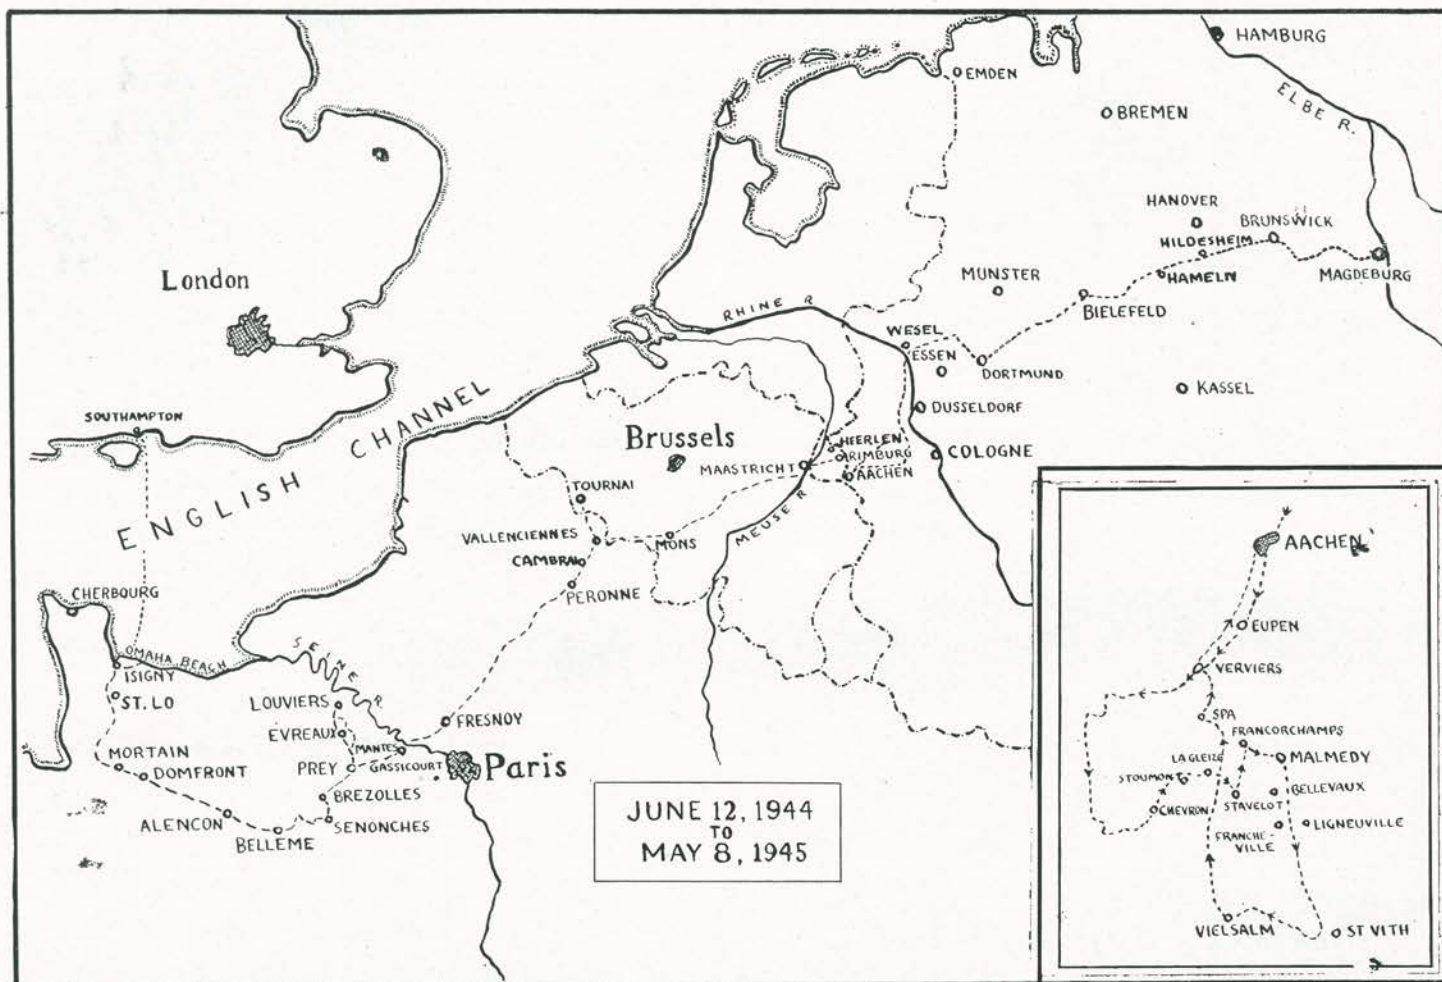 HAMBURG
ELBE R.
EMDEN
BREMEN
HANOVER
BRUNSWICK
HILDESHEIM
HAMELN
MAGDEBURG
London
MUNSTER
BIELEFELD
RHINE R
WESEL
ESSEN
DORTMUND
KASSEL
DUSSELDORF
SOUTHAMPTON
ENGLISH CHANNEL
Brussels
HEERLEN
RIMBURG
AACHEN
MAASTRICHT
COLOGNE
TOURNAI
MEUSE R
VALLENCIENNES
MONS
CAMBRAI
PERONNE
CHERBOURG
OMAHA BEACH
ISIGNY
ST. LO
SEINE R.
LOUVIERS
EVREAUX
FRESNOY
MANTES
GASSICOURT
PREY
Paris
MORTAIN
DOMFRONT
BREZOLLES
ALENCON
SENONCHES
BELLEME
JUNE 12, 1944
TO
MAY 8, 1945
AACHEN
EUPEN
VERVIERS
SPA
FRANCORCHAMPS
LA GLEIZE
MALMEDY
STOUMONT
BELLEVAUX
STAVELOT
CHEVRON
FRANCHE-
VILLE
LIGNEUVILLE
VIELSALM
ST VITH